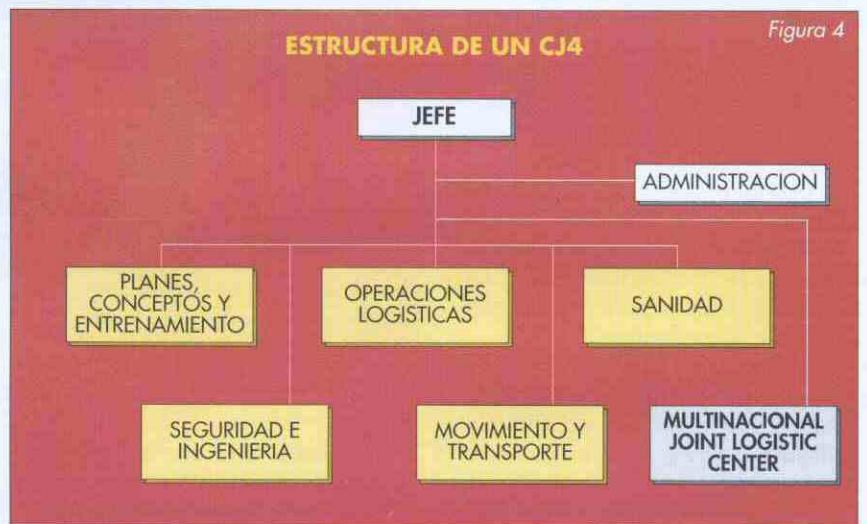 Figura 4
ESTRUCTURA DE UN CJ4
JEFE
ADMINISTRACION
PLANES,
CONCEPTOS Y
ENTRENAMIENTO
OPERACIONES
LOGISTICAS
SANIDAD
SEGURIDAD E
INGENIERIA
MOVIMIENTO Y
TRANSPORTE
MULTINACIONAL
JOINT LOGISTIC
CENTER